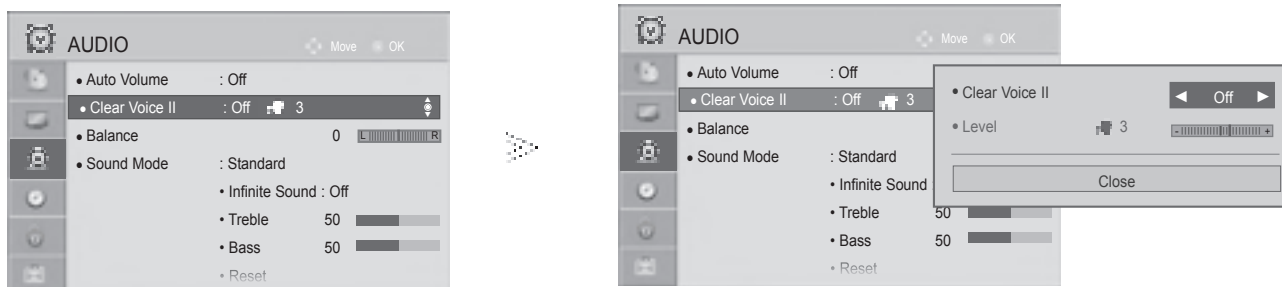 AUDIO
Move OK
• Auto Volume : Off
• Clear Voice II : Off 3
• Balance 0 L R
• Sound Mode : Standard
• Infinite Sound : Off
• Treble 50
• Bass 50
• Reset
AUDIO
Move OK
• Auto Volume : Off
• Clear Voice II : Off 3
• Balance
• Sound Mode : Standard
• Infinite Sound :
• Treble 50
• Bass 50
• Reset
• Clear Voice II ◄ Off ►
• Level 3 - +
Close